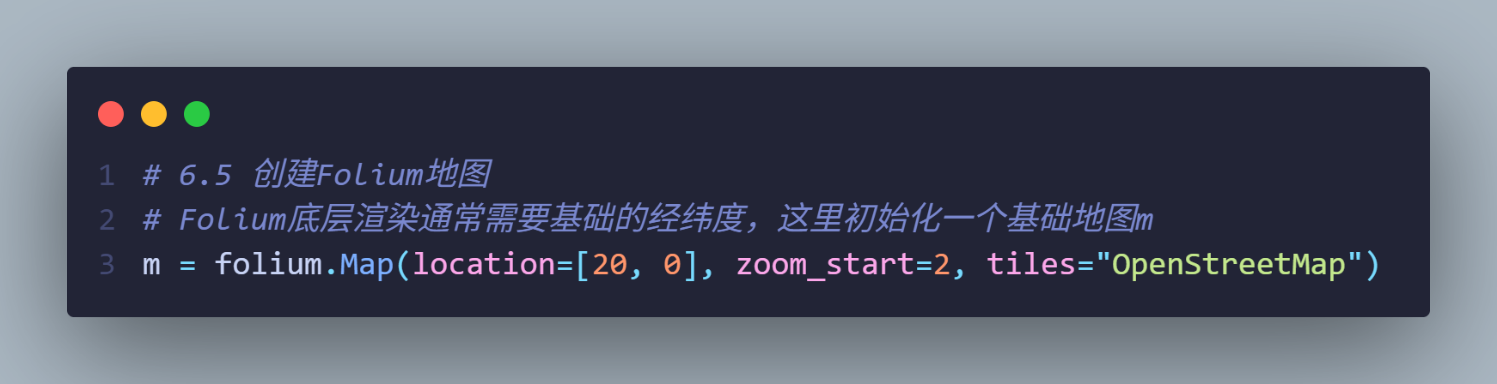 1 # 6.5 创建Folium地图
2 # Folium底层渲染通常需要基础的经纬度，这里初始化一个基础地图m
3 m = folium.Map(location=[20, 0], zoom_start=2, tiles="OpenStreetMap")